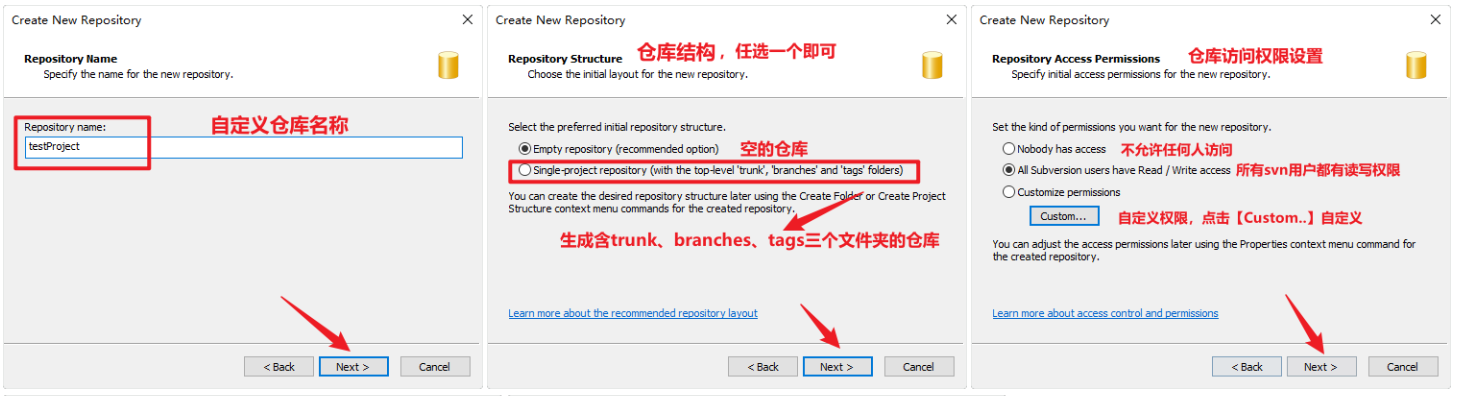 Create New Repository
Repository Name
Specify the name for the new repository.
Repository name:
自定义仓库名称
testProject
< Back
Next >
Cancel
Create New Repository
Repository Structure
仓库结构，任选一个即可
Choose the initial layout for the new repository.
Select the preferred initial repository structure.
Empty repository (recommended option)
空的仓库
Single-project repository (with the top-level 'trunk', 'branches' and 'tags' folders)
You can create the desired repository structure later using the Create Folder or Create Project
Structure context menu commands for the created repository.
生成含trunk、branches、tags三个文件夹的仓库
Learn more about the recommended repository layout
< Back
Next >
Cancel
Create New Repository
Repository Access Permissions
仓库访问权限设置
Specify initial access permissions for the new repository.
Set the kind of permissions you want for the new repository.
Nobody has access
不允许任何人访问
All Subversion users have Read / Write access
所有svn用户都有读写权限
Customize permissions
Custom...
自定义权限，点击【Custom..】自定义
You can adjust the access permissions later using the Properties context menu command for
the created repository.
Learn more about access control and permissions
< Back
Next >
Cancel